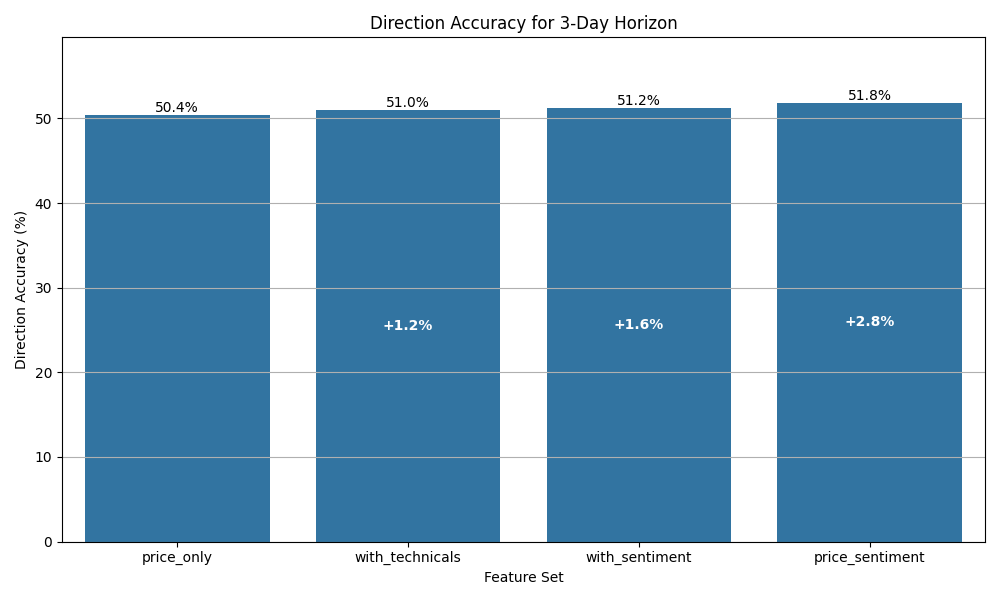 Direction Accuracy for 3-Day Horizon
50.4%
51.0%
51.2%
51.8%
50
40
30
20
10
0
Direction Accuracy (%)
+1.2%
+1.6%
+2.8%
price_only
with_technicals
with_sentiment
price_sentiment
Feature Set